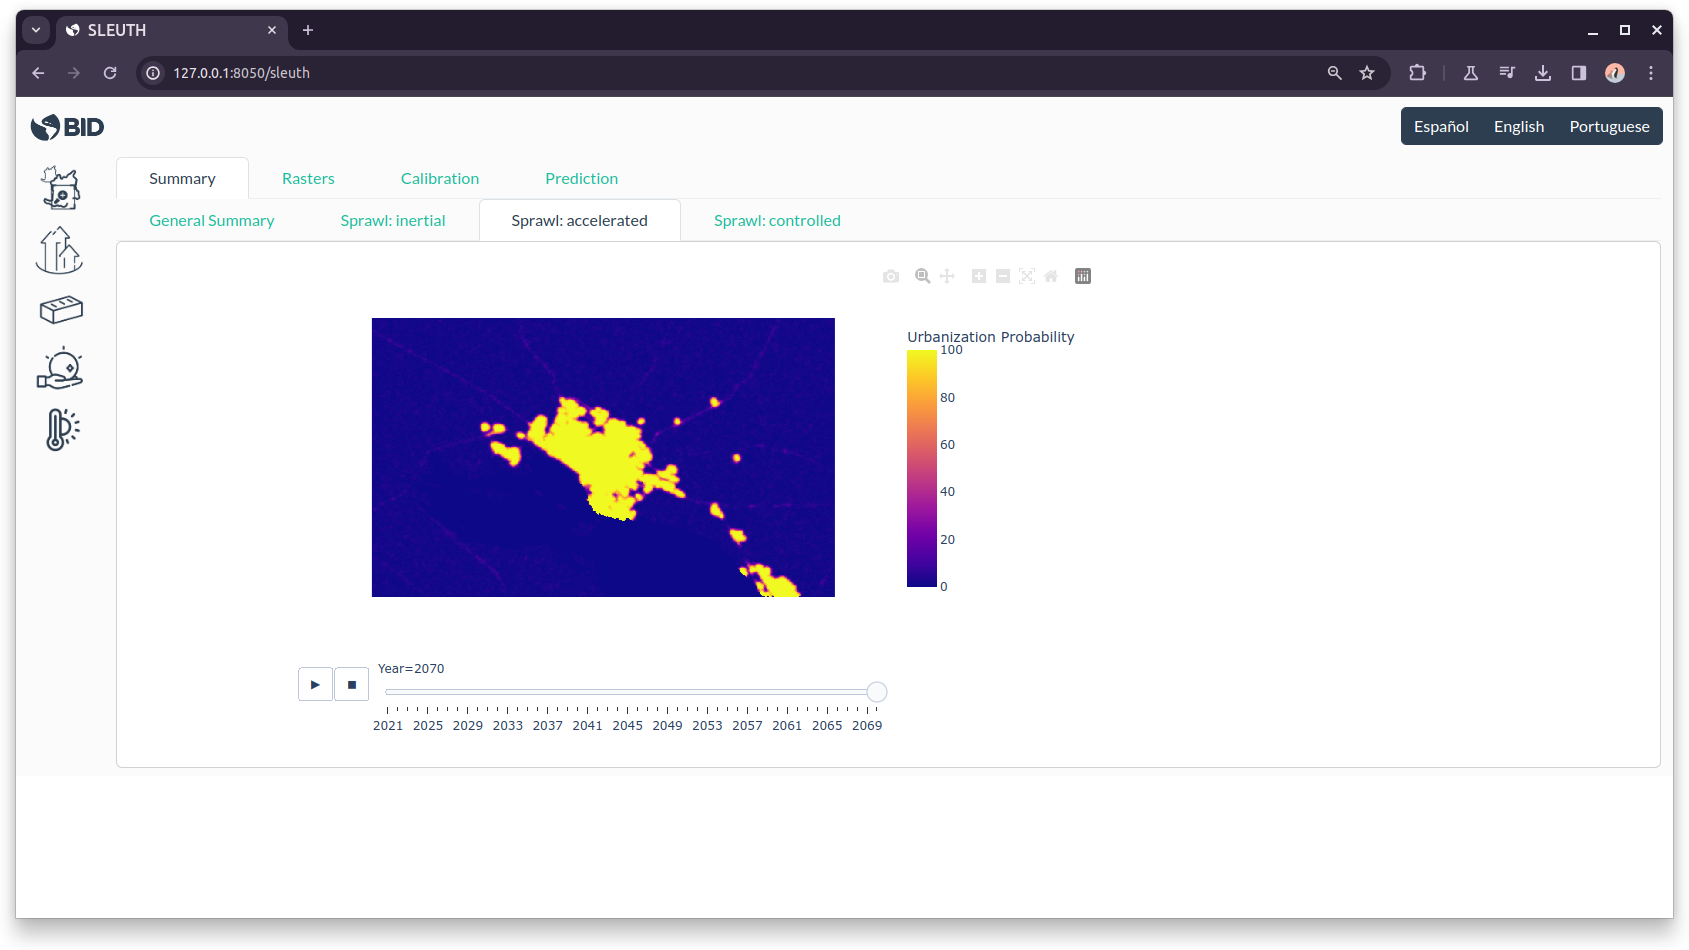 SLEUTH
127.0.0.1:8050/sleuth
BID
Español English Portuguese
Summary Rasters Calibration Prediction
General Summary Sprawl: inertial Sprawl: accelerated Sprawl: controlled
Urbanization Probability
100
80
60
40
20
0
Year=2070
2021 2025 2029 2033 2037 2041 2045 2049 2053 2057 2061 2065 2069